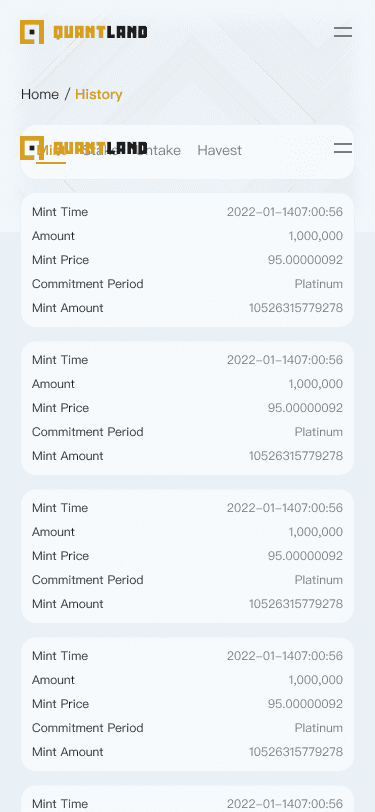 QUANTLAND
Home / History
QUANTLAND
Mint Stake Untake Havest
Mint Time 2022-01-1407:00:56
Amount 1,000,000
Mint Price 95.00000092
Commitment Period Platinum
Mint Amount 10526315779278
Mint Time 2022-01-1407:00:56
Amount 1,000,000
Mint Price 95.00000092
Commitment Period Platinum
Mint Amount 10526315779278
Mint Time 2022-01-1407:00:56
Amount 1,000,000
Mint Price 95.00000092
Commitment Period Platinum
Mint Amount 10526315779278
Mint Time 2022-01-1407:00:56
Amount 1,000,000
Mint Price 95.00000092
Commitment Period Platinum
Mint Amount 10526315779278
Mint Time 2022-01-1407:00:56